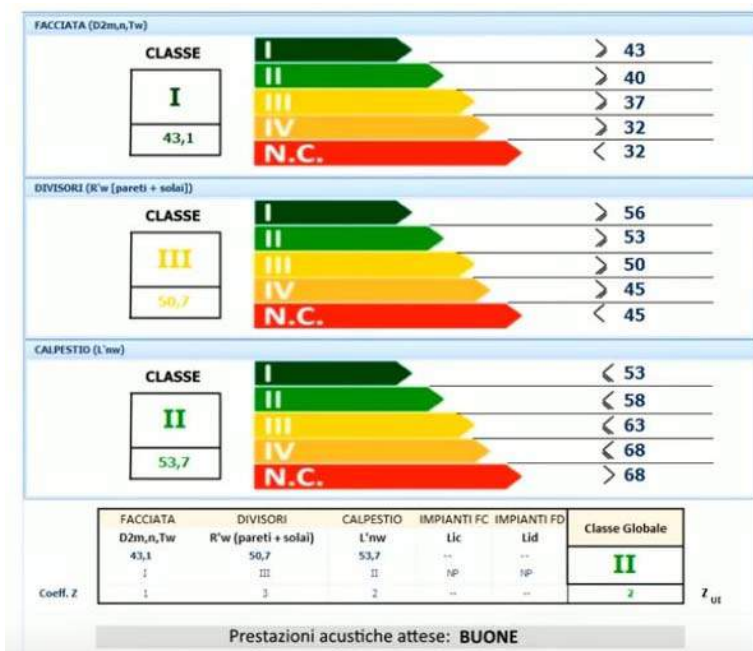 FACCIATA (D2m,n,Tw)
CLASSE
I
43,1
I ⩾ 43
II ⩾ 40
III ⩾ 37
IV ⩾ 32
N.C. < 32
DIVISORI (R'w [pareti + solai])
CLASSE
III
50,7
I ⩾ 56
II ⩾ 53
III ⩾ 50
IV ⩾ 45
N.C. < 45
CALPESTIO (L'nw)
CLASSE
II
53,7
I ⩽ 53
II ⩽ 58
III ⩽ 63
IV ⩽ 68
N.C. > 68
FACCIATA DIVISORI CALPESTIO IMPIANTI FC IMPIANTI FD Classe Globale
D2m,n,Tw R'w (pareti + solai) L'nw Lic Lid
43,1 50,7 53,7 -- -- II
I III II NP NP
Coeff. Z 1 3 2 -- -- 2 Z UI
Prestazioni acustiche attese: BUONE